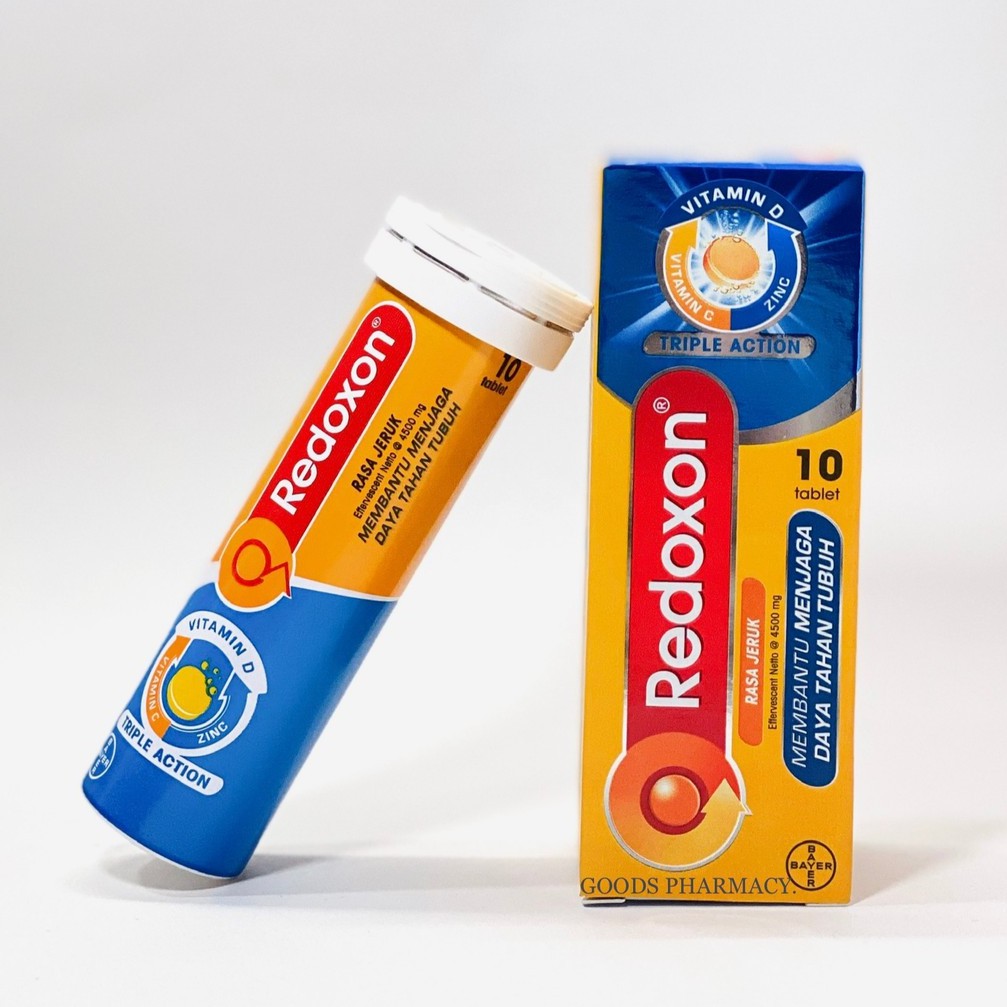 Redoxon®
10
tablet
RASA JERUK
Effervescent Netto @ 4500 mg
MEMBANTU MENJAGA
DAYA TAHAN TUBUH
VITAMIN D
VITAMIN C
ZINC
TRIPLE ACTION
BAYER
VITAMIN D
VITAMIN C
ZINC
TRIPLE ACTION
Redoxon®
10
tablet
RASA JERUK
Effervescent Netto @ 4500 mg
MEMBANTU MENJAGA
DAYA TAHAN TUBUH
BAYER
BAYER
GOODS PHARMACY.